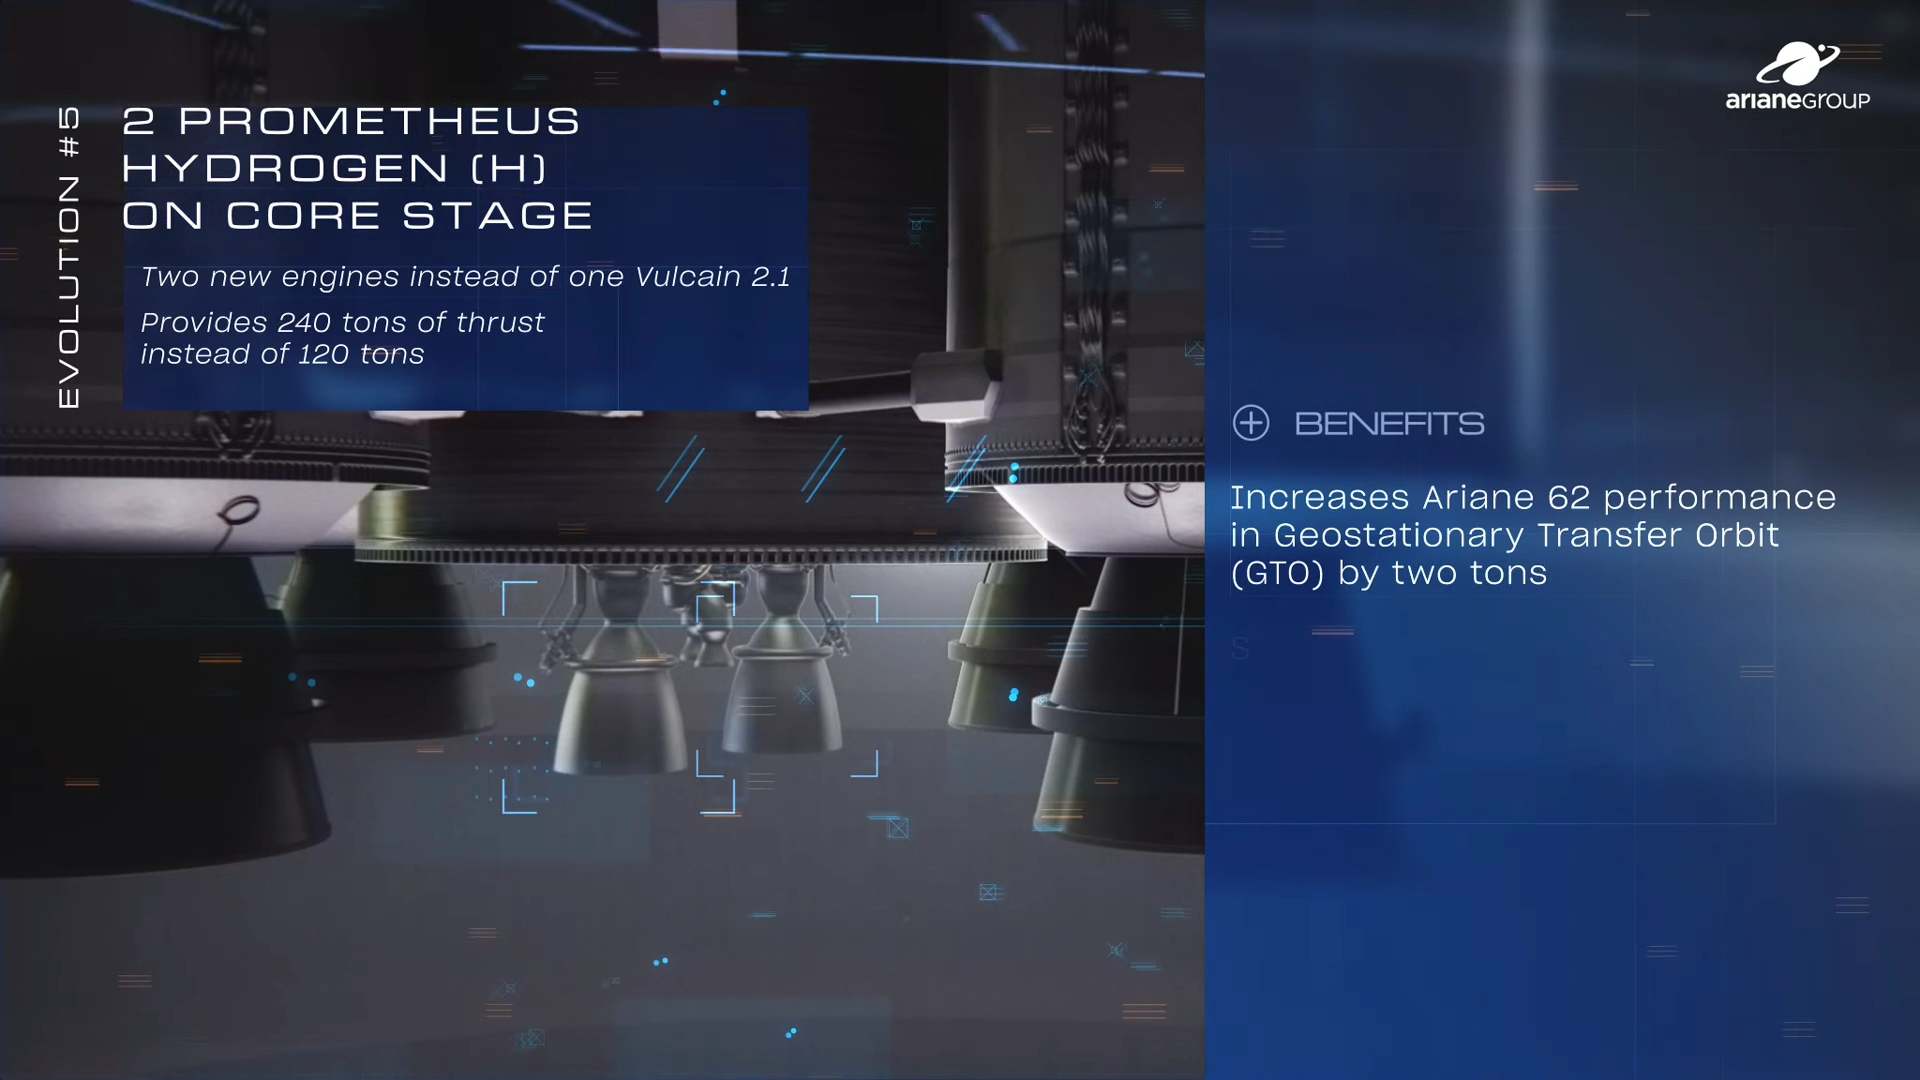 EVOLUTION #5
2 PROMETHEUS
HYDROGEN (H)
ON CORE STAGE
Two new engines instead of one Vulcain 2.1
Provides 240 tons of thrust
instead of 120 tons
arianeGROUP
BENEFITS
Increases Ariane 62 performance
in Geostationary Transfer Orbit
(GTO) by two tons
S